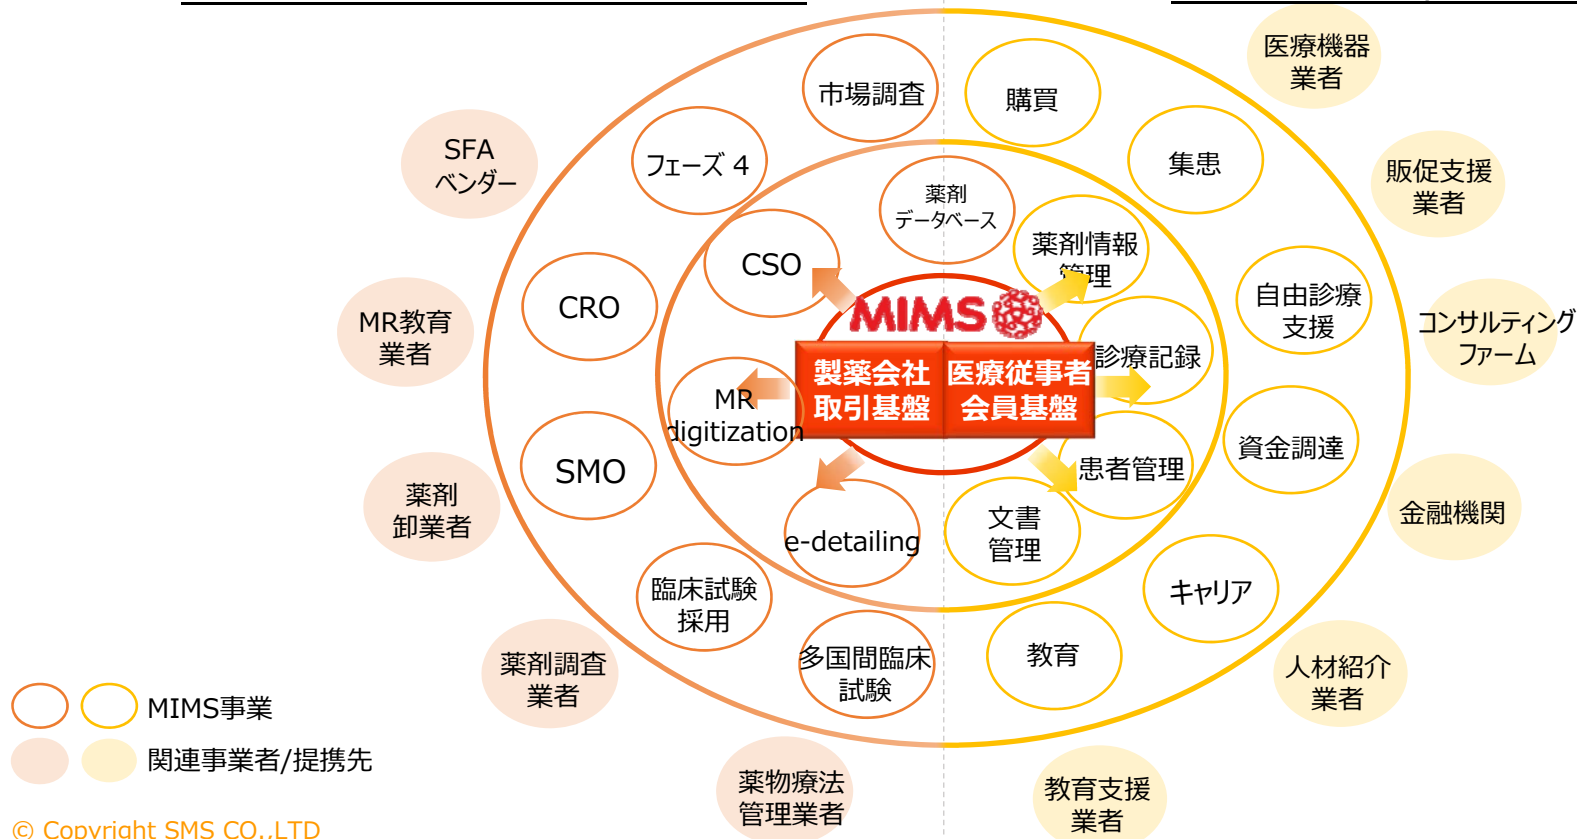 医療機器
業者
市場調査
購買
SFA
ベンダー
フェーズ 4
集患
販促支援
業者
薬剤
データベース
CSO
薬剤情報
管理
CRO
自由診療
支援
MR教育
業者
MIMS
コンサルティング
ファーム
診療記録
製薬会社
取引基盤
医療従事者
会員基盤
MR
digitization
SMO
資金調達
患者管理
薬剤
卸業者
e-detailing
文書
管理
金融機関
臨床試験
採用
キャリア
多国間臨床
試験
教育
薬剤調査
業者
人材紹介
業者
MIMS事業
関連事業者/提携先
薬物療法
管理業者
教育支援
業者
© Copyright SMS CO.,LTD